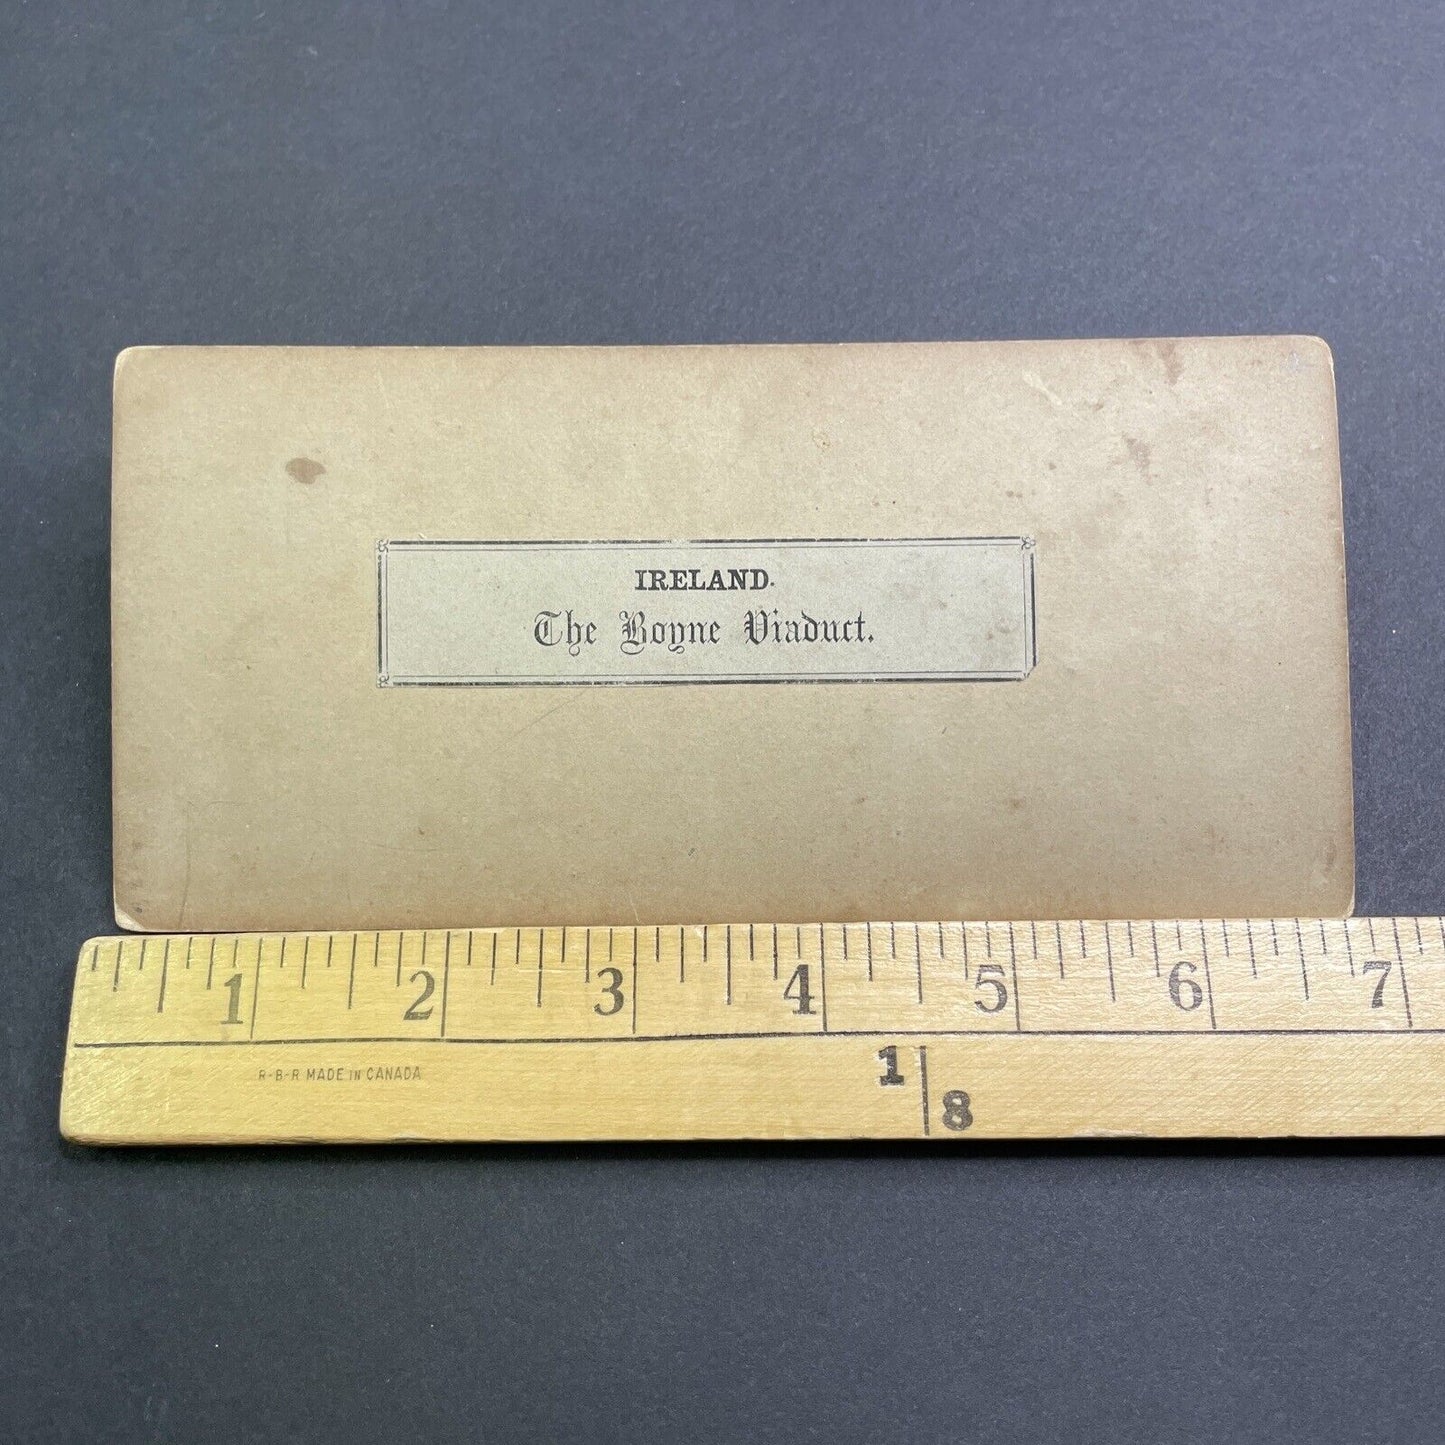 IRELAND.
The Boyne Viaduct.
1 2 3 4 5 6 7
R-B-R MADE IN CANADA
1
8